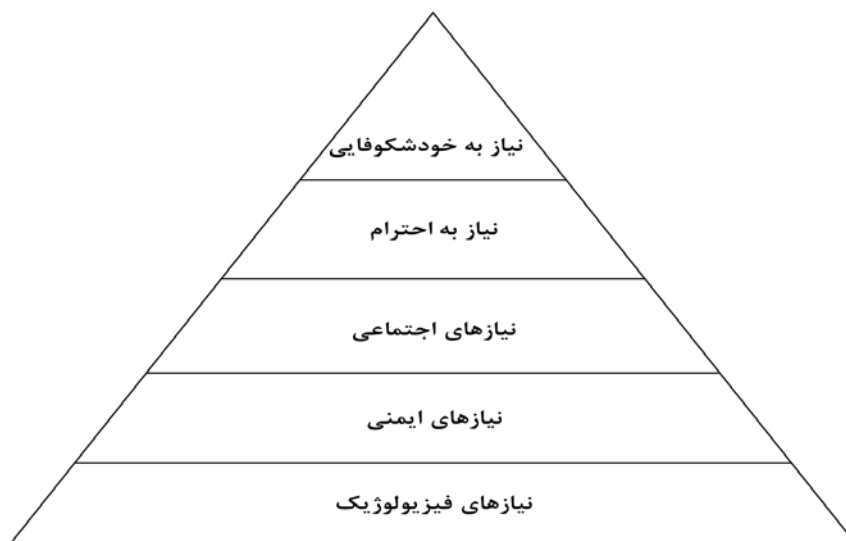 نیاز به خودشکوفایی
نیاز به احترام
نیازهای اجتماعی
نیازهای ایمنی
نیازهای فیزیولوژیک